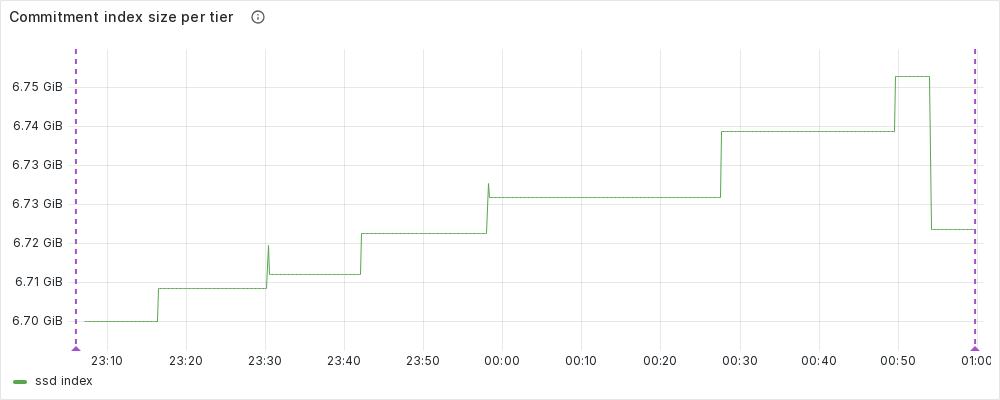 Commitment index size per tier
6.75 GiB
6.74 GiB
6.73 GiB
6.73 GiB
6.72 GiB
6.71 GiB
6.70 GiB
23:10 23:20 23:30 23:40 23:50 00:00 00:10 00:20 00:30 00:40 00:50 01:00
ssd index